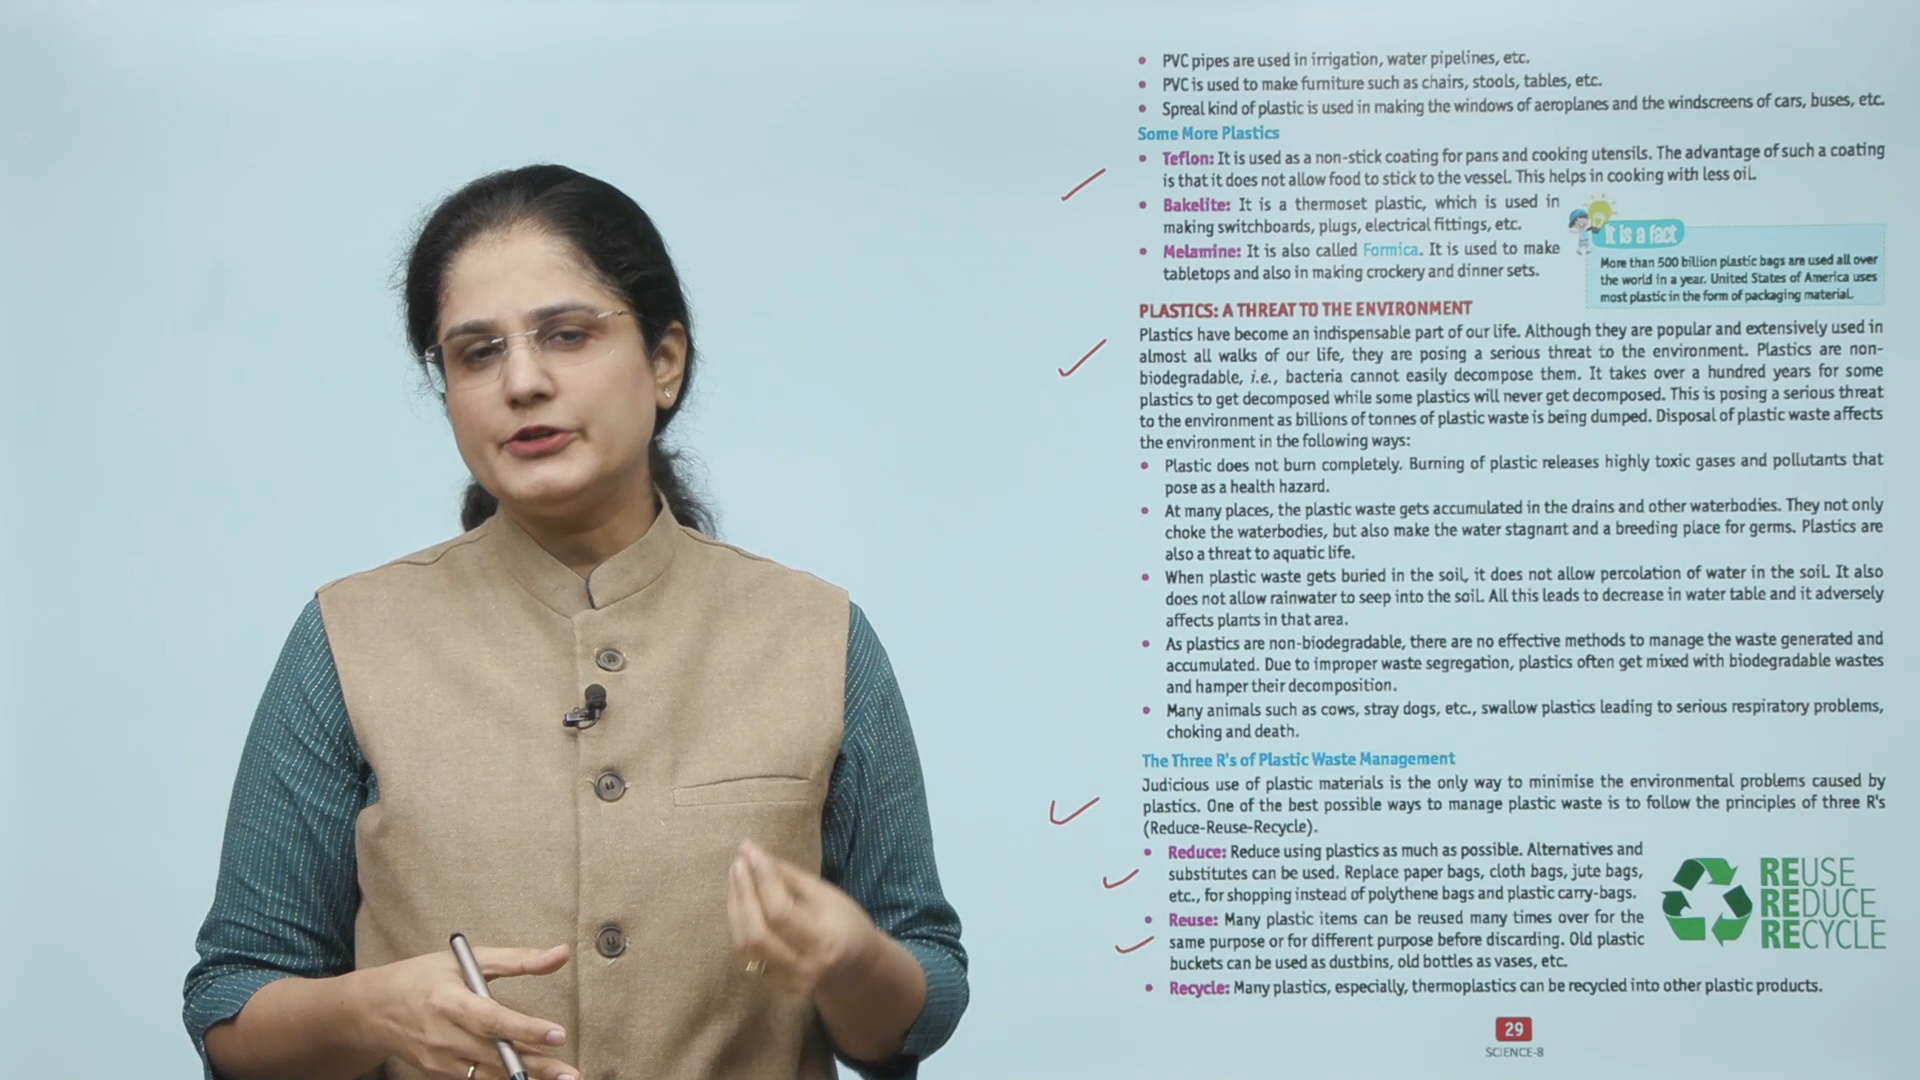 PVC pipes are used in irrigation, water pipelines, etc.
PVC is used to make furniture such as chairs, stools, tables, etc.
Spreal kind of plastic is used in making the windows of aeroplanes and the windscreens of cars, buses, etc.
Some More Plastics
Teflon: It is used as a non-stick coating for pans and cooking utensils. The advantage of such a coating
is that it does not allow food to stick to the vessel. This helps in cooking with less oil.
Bakelite: It is a thermoset plastic, which is used in
making switchboards, plugs, electrical fittings, etc.
Melamine: It is also called Formica. It is used to make
tabletops and also in making crockery and dinner sets.
It is a fact
More than 500 billion plastic bags are used all over
the world in a year. United States of America uses
most plastic in the form of packaging material.
PLASTICS: A THREAT TO THE ENVIRONMENT
Plastics have become an indispensable part of our life. Although they are popular and extensively used in
almost all walks of our life, they are posing a serious threat to the environment. Plastics are non-
biodegradable, i.e., bacteria cannot easily decompose them. It takes over a hundred years for some
plastics to get decomposed while some plastics will never get decomposed. This is posing a serious threat
to the environment as billions of tonnes of plastic waste is being dumped. Disposal of plastic waste affects
the environment in the following ways:
Plastic does not burn completely. Burning of plastic releases highly toxic gases and pollutants that
pose as a health hazard.
At many places, the plastic waste gets accumulated in the drains and other waterbodies. They not only
choke the waterbodies, but also make the water stagnant and a breeding place for germs. Plastics are
also a threat to aquatic life.
When plastic waste gets buried in the soil, it does not allow percolation of water in the soil. It also
does not allow rainwater to seep into the soil. All this leads to decrease in water table and it adversely
affects plants in that area.
As plastics are non-biodegradable, there are no effective methods to manage the waste generated and
accumulated. Due to improper waste segregation, plastics often get mixed with biodegradable wastes
and hamper their decomposition.
Many animals such as cows, stray dogs, etc., swallow plastics leading to serious respiratory problems,
choking and death.
The Three R's of Plastic Waste Management
Judicious use of plastic materials is the only way to minimise the environmental problems caused by
plastics. One of the best possible ways to manage plastic waste is to follow the principles of three R's
(Reduce-Reuse-Recycle).
Reduce: Reduce using plastics as much as possible. Alternatives and
substitutes can be used. Replace paper bags, cloth bags, jute bags,
etc., for shopping instead of polythene bags and plastic carry-bags.
Reuse: Many plastic items can be reused many times over for the
same purpose or for different purpose before discarding. Old plastic
buckets can be used as dustbins, old bottles as vases, etc.
Recycle: Many plastics, especially, thermoplastics can be recycled into other plastic products.
REUSE
REDUCE
RECYCLE
29
SCIENCE-8